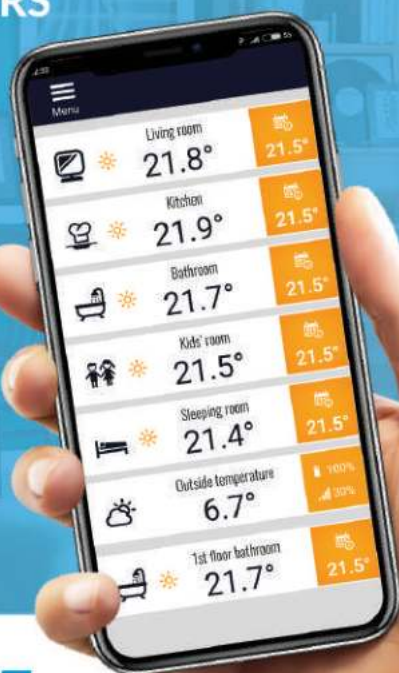 RS
Menu
Living room
21.8°
21.5°
Kitchen
21.9°
21.5°
Bathroom
21.7°
21.5°
Kids' room
21.5°
21.5°
Sleeping room
21.4°
21.5°
Outside temperature
6.7°
100%
30%
1st floor bathroom
21.7°
21.5°